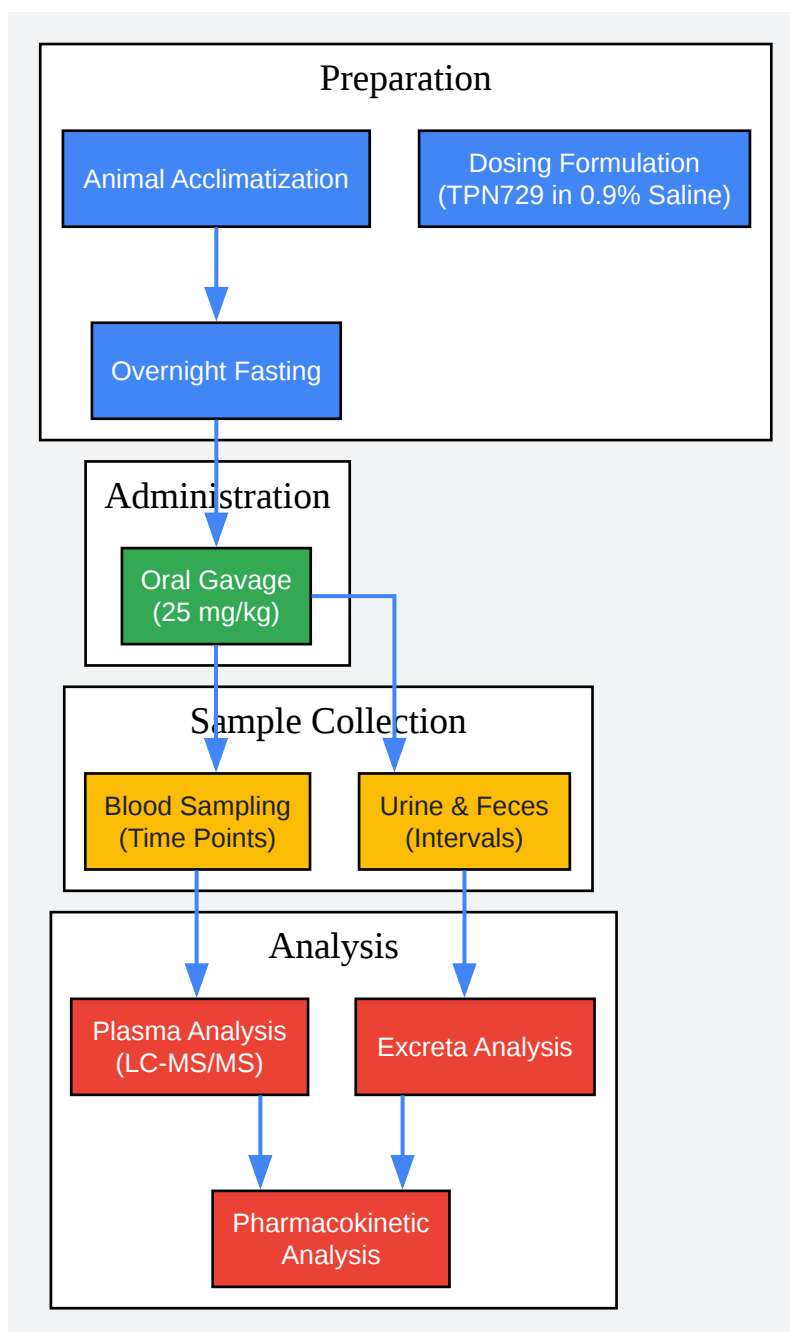 Preparation
Animal Acclimatization
Dosing Formulation
(TPN729 in 0.9% Saline)
Overnight Fasting
Administration
Oral Gavage
(25 mg/kg)
Sample Collection
Blood Sampling
(Time Points)
Urine & Feces
(Intervals)
Analysis
Plasma Analysis
(LC-MS/MS)
Excreta Analysis
Pharmacokinetic
Analysis